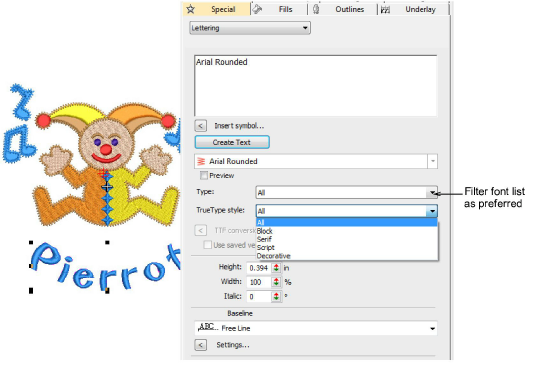 Special Fills Outlines Underlay
Lettering
Arial Rounded
< Insert symbol...
Create Text
Arial Rounded
Preview
Type: All
Filter font list
as preferred
TrueType style: All
All
Block
Serif
Script
Decorative
< TTF convers
Use saved ve
Height: 0.394 in
Width: 100 %
Italic: 0 °
Baseline
ABC... Free Line
< Settings...
Pierrot